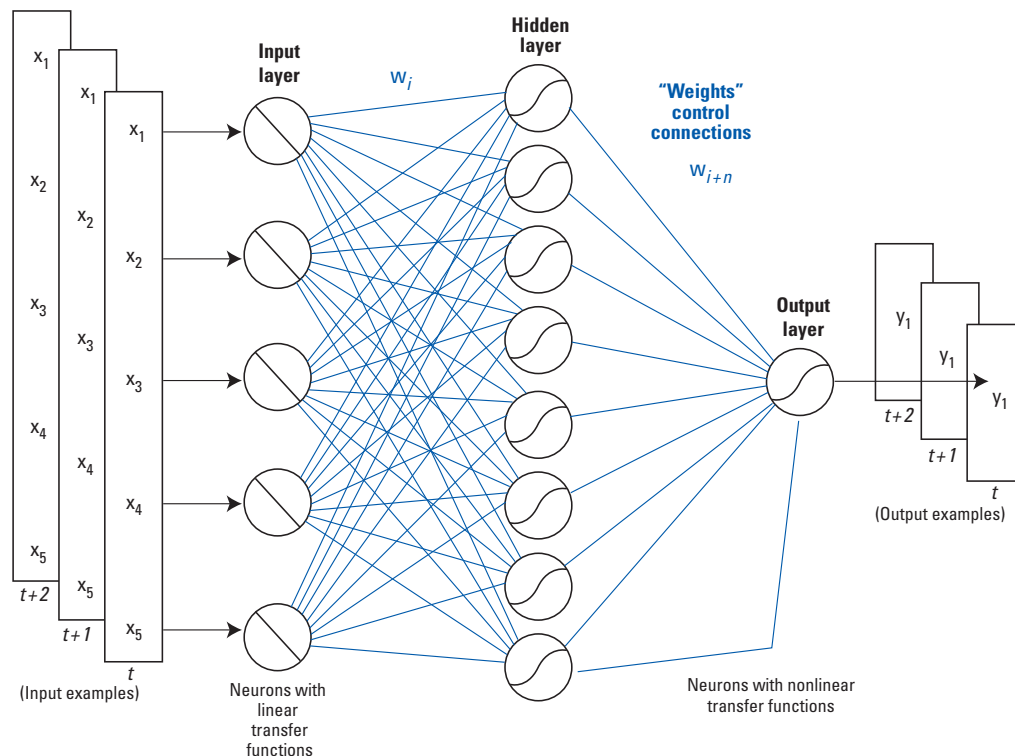 x1
x2
x3
x4
x5
t+2
x1
x2
x3
x4
x5
t+1
x1
x2
x3
x4
x5
t
(Input examples)
Input
layer
Neurons with
linear
transfer
functions
wi
Hidden
layer
“Weights”
control
connections
wi+n
Output
layer
Neurons with nonlinear
transfer functions
y1
t+2
y1
t+1
y1
t
(Output examples)